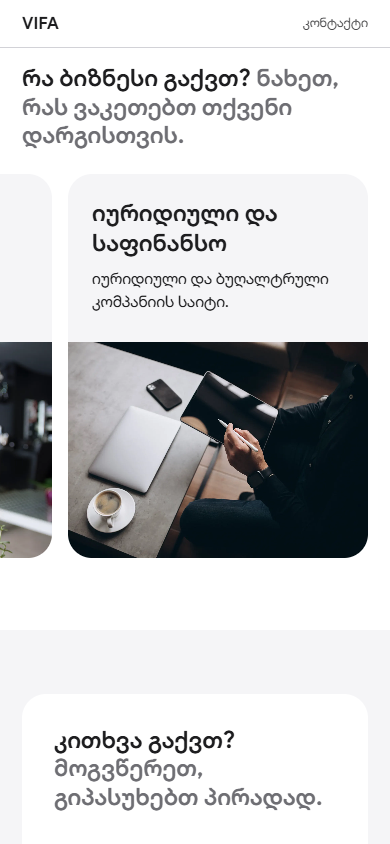 VIFA
კონტაქტი
რა ბიზნესი გაქვთ? ნახეთ,
რას ვაკეთებთ თქვენი
დარგისთვის.
იურიდიული და
საფინანსო
იურიდიული და ბუღალტრული
კომპანიის საიტი.
კითხვა გაქვთ?
მოგვწერეთ,
გიპასუხებთ პირადად.